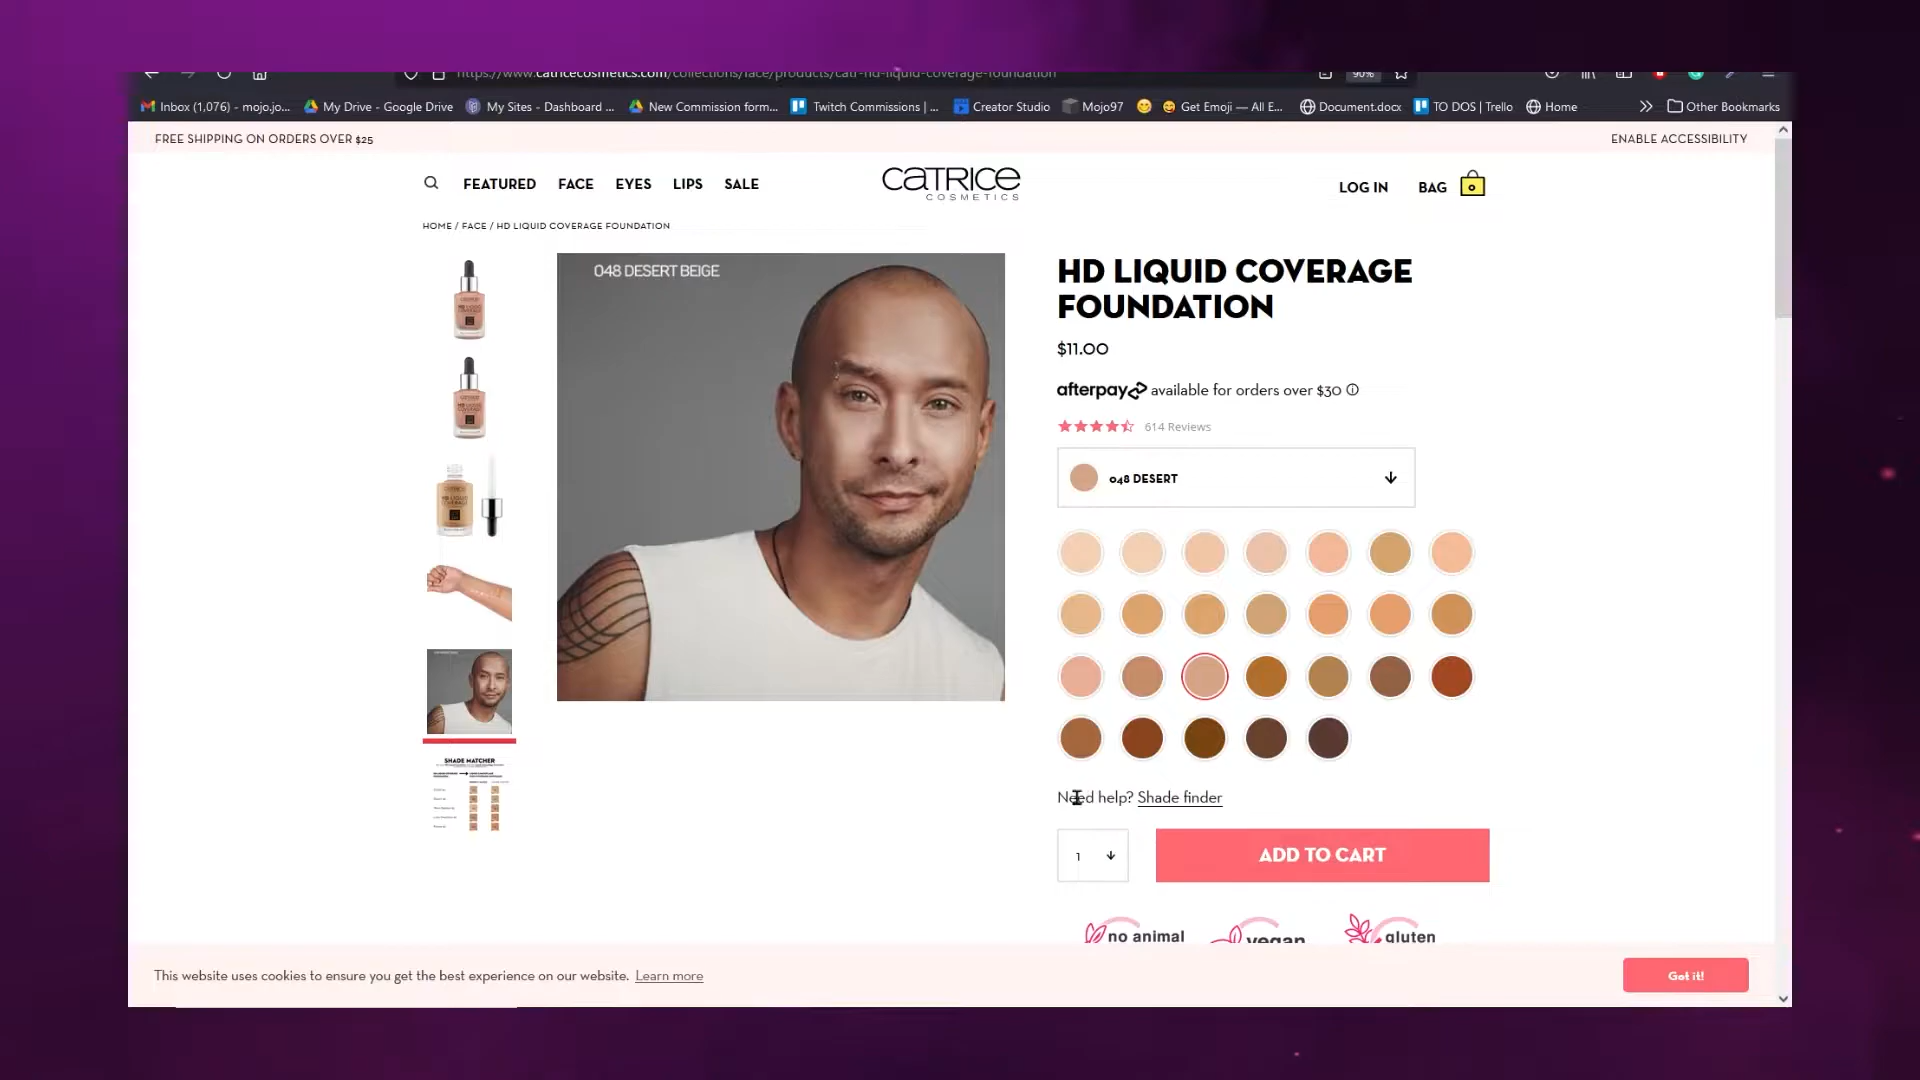 https://www.catricecosmetics.com/collections/face/products/catr-hd-liquid-coverage-foundation
90%
Inbox (1,076) - mojo.jo...
My Drive - Google Drive
My Sites - Dashboard ...
New Commission form...
Twitch Commissions | ...
Creator Studio
Mojo97
Get Emoji — All E...
Document.docx
TO DOS | Trello
Home
Other Bookmarks
FREE SHIPPING ON ORDERS OVER $25
ENABLE ACCESSIBILITY
FEATURED
FACE
EYES
LIPS
SALE
CATRICE
COSMETICS
LOG IN
BAG
0
HOME / FACE / HD LIQUID COVERAGE FOUNDATION
048 DESERT BEIGE
HD LIQUID COVERAGE
FOUNDATION
$11.00
afterpay available for orders over $30
614 Reviews
048 DESERT
SHADE MATCHER
Need help? Shade finder
1
ADD TO CART
no animal
vegan
gluten
This website uses cookies to ensure you get the best experience on our website. Learn more
Got it!